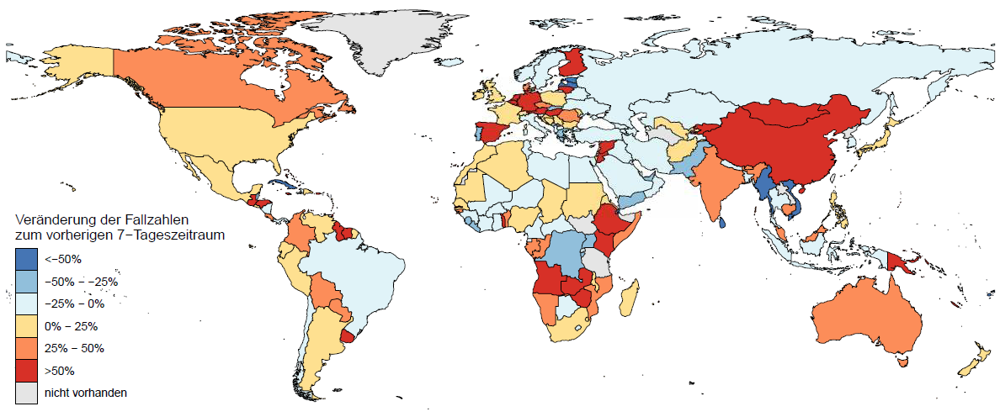 Veränderung der Fallzahlen
zum vorherigen 7−Tageszeitraum
<−50%
−50% − −25%
−25% − 0%
0% − 25%
25% − 50%
>50%
nicht vorhanden